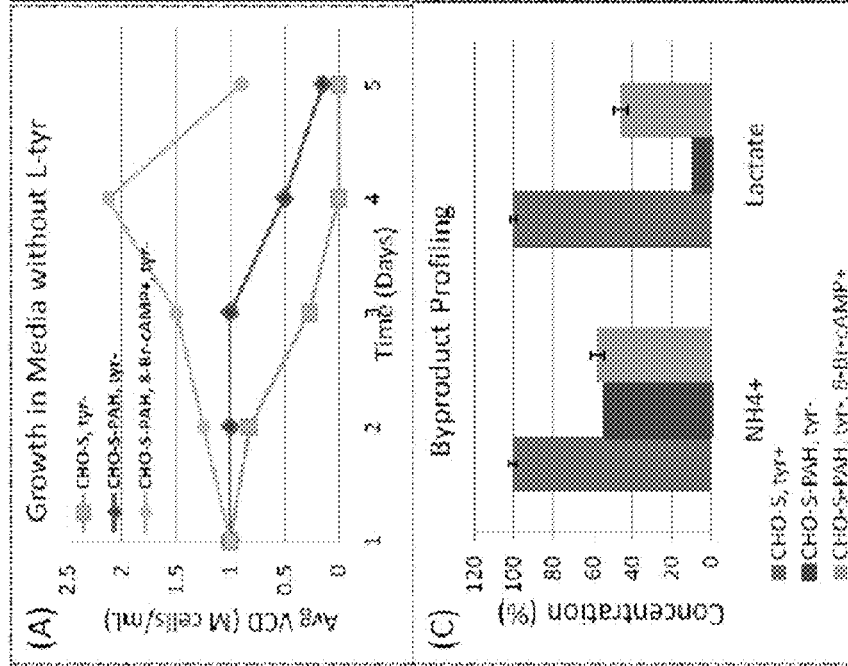 (A)
Growth in Media without L-tyr
CHO-S, tyr-
CHO-S-PAH, tyr-
CHO-S-PAH, 8-Br-cAMP+, tyr-
Avg VCD (M cells/mL)
2.5
2
1.5
1
0.5
0
1 2 3 4 5
Time (Days)
(C)
Byproduct Profiling
Concentration (%)
120
100
80
60
40
20
0
NH4+ Lactate
CHO-S, tyr+
CHO-S-PAH, tyr-
CHO-S-PAH, tyr-, 8-Br-cAMP+